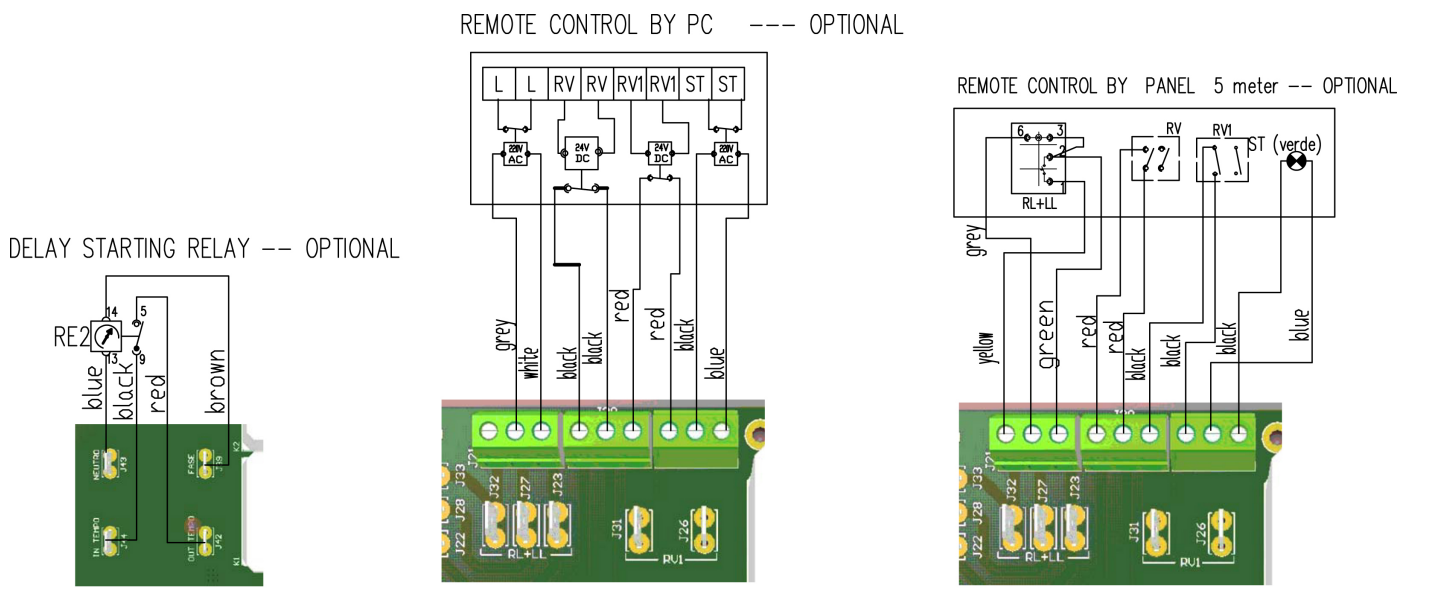 REMOTE CONTROL BY PC --- OPTIONAL
L L RV RV RV1 RV1 ST ST
220V AC
24V DC
24V DC
220V AC
grey
white
black
black
red
red
black
blue
J21
J33
J28
J22
J32
J27
J23
RL+LL
J31
J26
RV1
REMOTE CONTROL BY PANEL 5 meter -- OPTIONAL
6 3
2
1
RL+LL
RV
RV1
ST (verde)
grey
yellow
green
red
red
black
black
black
blue
J21
J33
J28
J22
J32
J27
J23
RL+LL
J31
J26
RV1
DELAY STARTING RELAY -- OPTIONAL
14
5
RE2
13
9
blue
black
red
brown
NEUTRO
J43
FASE
J39
K2
IN TEMPO
J44
OUT TEMPO
J42
K1